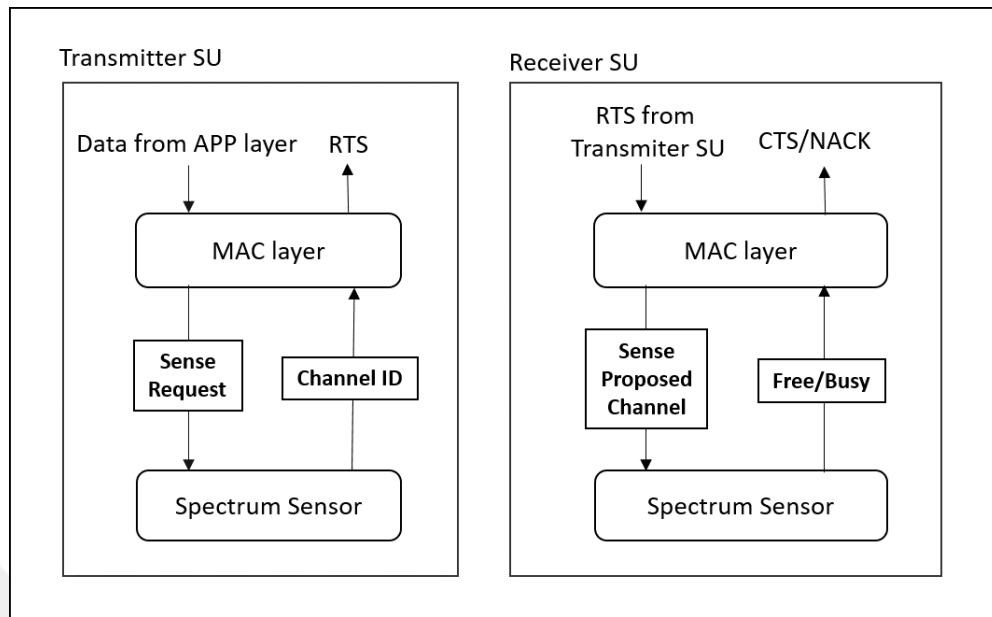 Transmitter SU
Data from APP layer
RTS
MAC layer
Sense
Request
Channel ID
Spectrum Sensor
Receiver SU
RTS from
Transmiter SU
CTS/NACK
MAC layer
Sense
Proposed
Channel
Free/Busy
Spectrum Sensor